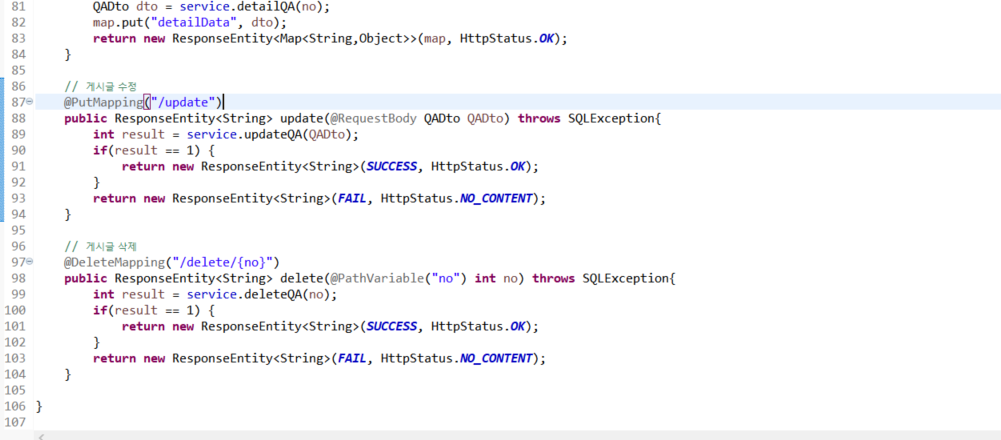 81 QADto dto = service.detailQA(no);
82 map.put("detailData", dto);
83 return new ResponseEntity<Map<String,Object>>(map, HttpStatus.OK);
84 }
85
86 // 게시글 수정
87 @PutMapping("/update")
88 public ResponseEntity<String> update(@RequestBody QADto QADto) throws SQLException{
89 int result = service.updateQA(QADto);
90 if(result == 1) {
91 return new ResponseEntity<String>(SUCCESS, HttpStatus.OK);
92 }
93 return new ResponseEntity<String>(FAIL, HttpStatus.NO_CONTENT);
94 }
95
96 // 게시글 삭제
97 @DeleteMapping("/delete/{no}")
98 public ResponseEntity<String> delete(@PathVariable("no") int no) throws SQLException{
99 int result = service.deleteQA(no);
100 if(result == 1) {
101 return new ResponseEntity<String>(SUCCESS, HttpStatus.OK);
102 }
103 return new ResponseEntity<String>(FAIL, HttpStatus.NO_CONTENT);
104 }
105
106 }
107